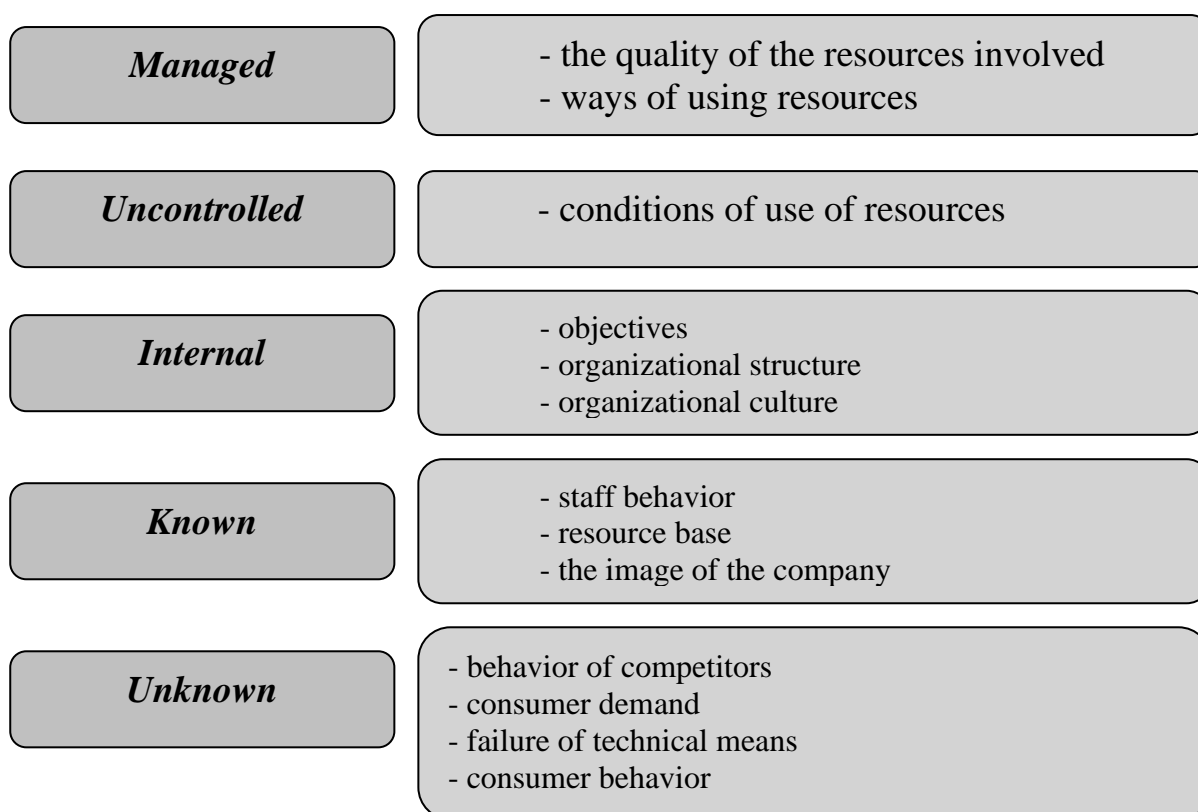 Managed
- the quality of the resources involved
- ways of using resources
Uncontrolled
- conditions of use of resources
Internal
- objectives
- organizational structure
- organizational culture
Known
- staff behavior
- resource base
- the image of the company
Unknown
- behavior of competitors
- consumer demand
- failure of technical means
- consumer behavior